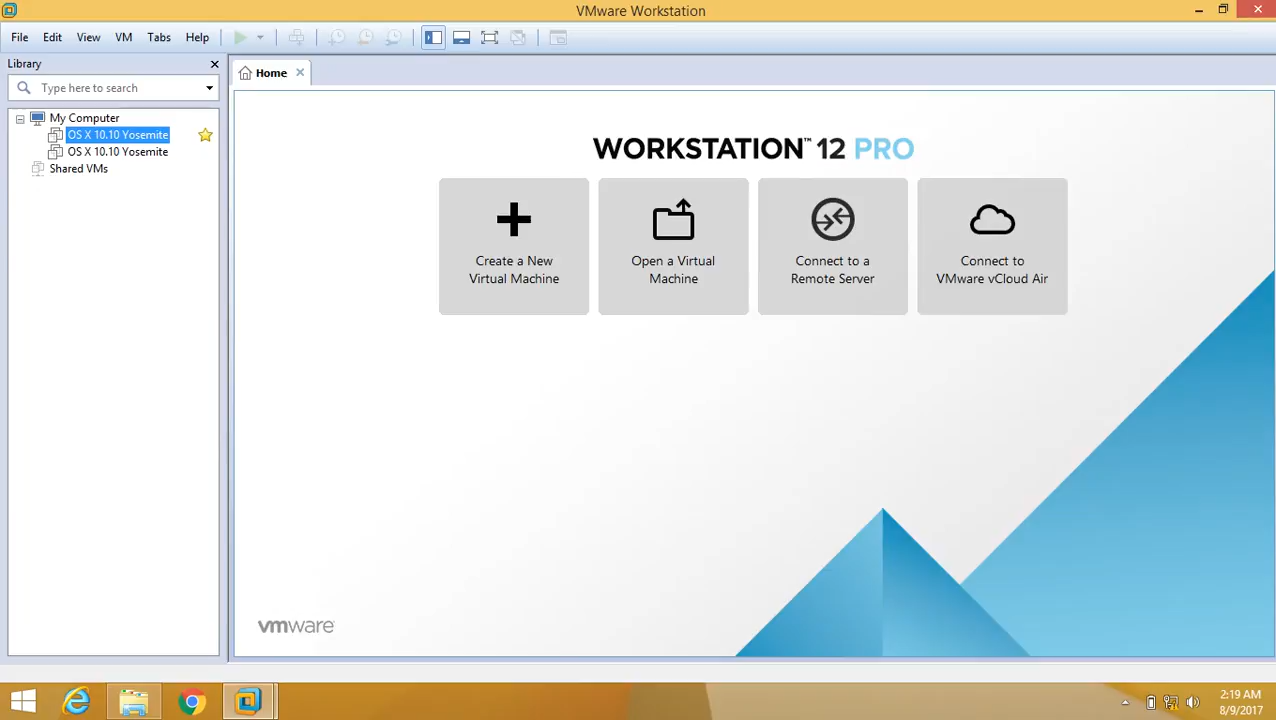 VMware Workstation
File Edit View VM Tabs Help
Library
Home
Type here to search
My Computer
OS X 10.10 Yosemite
OS X 10.10 Yosemite
Shared VMs
WORKSTATION™ 12 PRO
Create a New
Virtual Machine
Open a Virtual
Machine
Connect to a
Remote Server
Connect to
VMware vCloud Air
vmware
2:19 AM
8/9/2017